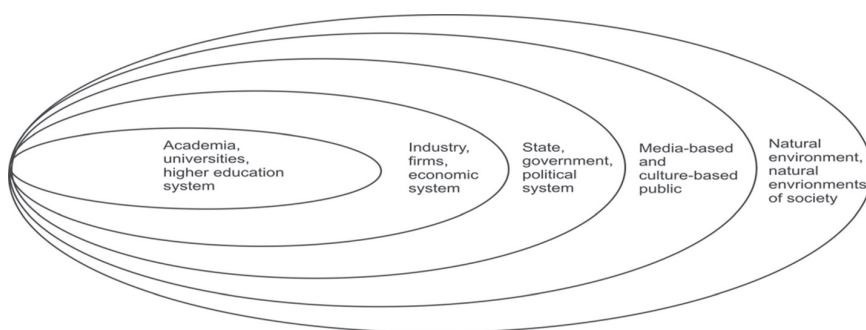 Academia,
universities,
higher education
system
Industry,
firms,
economic
system
State,
government,
political
system
Media-based
and
culture-based
public
Natural
environment,
natural
envrionments
of society